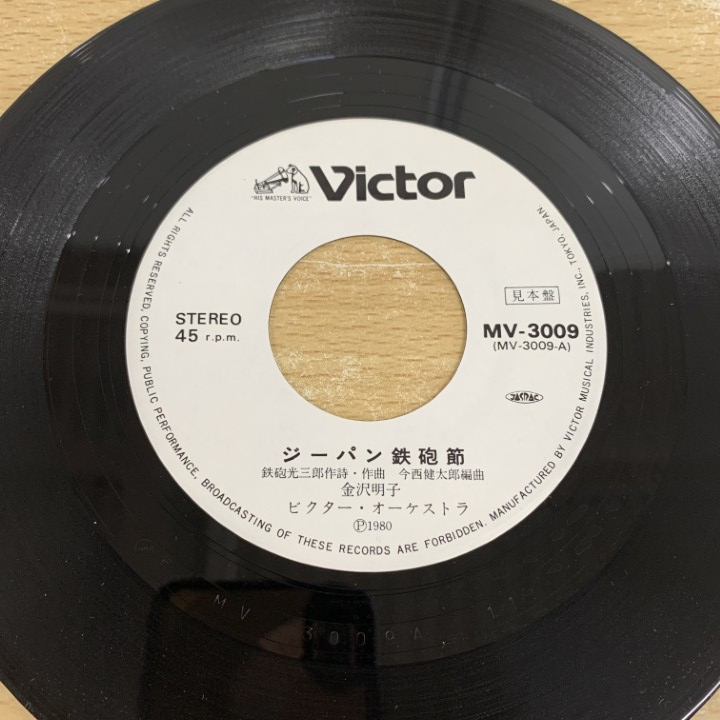 Victor
"HIS MASTER'S VOICE"
見本盤
STEREO
45 r.p.m.
MV-3009
(MV-3009-A)
JASRAC
ジーパン鉄砲節
鉄砲光三郎作詩・作曲 今西健太郎編曲
金沢明子
ビクター・オーケストラ
Ⓟ1980
ALL RIGHTS RESERVED, COPYING, PUBLIC PERFORMANCE, BROADCASTING OF THESE RECORDS ARE FORBIDDEN. MANUFACTURED BY VICTOR MUSICAL INDUSTRIES, INC., TOKYO, JAPAN.
MV 3009A 11